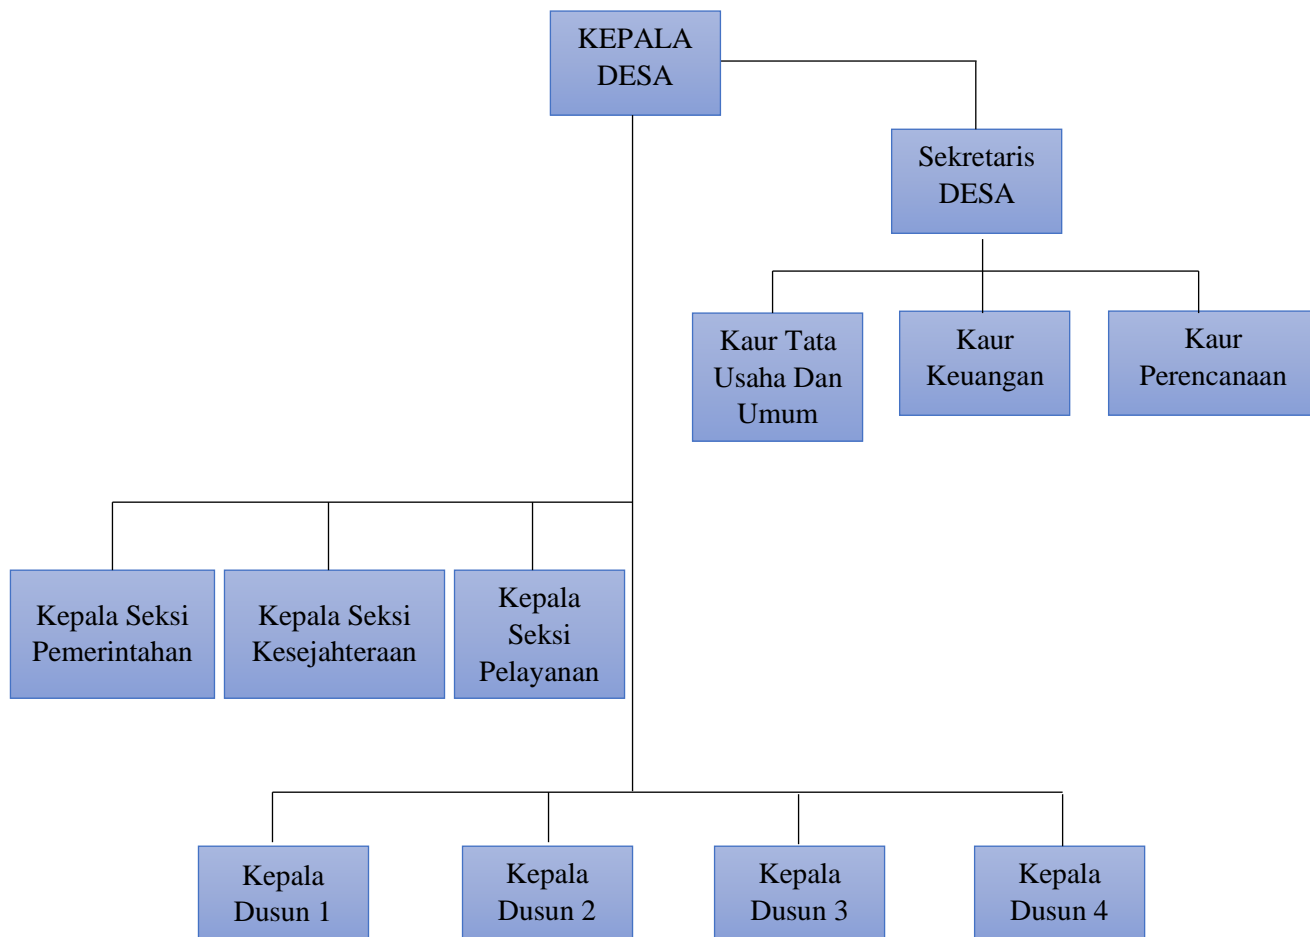 KEPALA
DESA
Sekretaris
DESA
Kaur Tata
Usaha Dan
Umum
Kaur
Keuangan
Kaur
Perencanaan
Kepala Seksi
Pemerintahan
Kepala Seksi
Kesejahteraan
Kepala
Seksi
Pelayanan
Kepala
Dusun 1
Kepala
Dusun 2
Kepala
Dusun 3
Kepala
Dusun 4